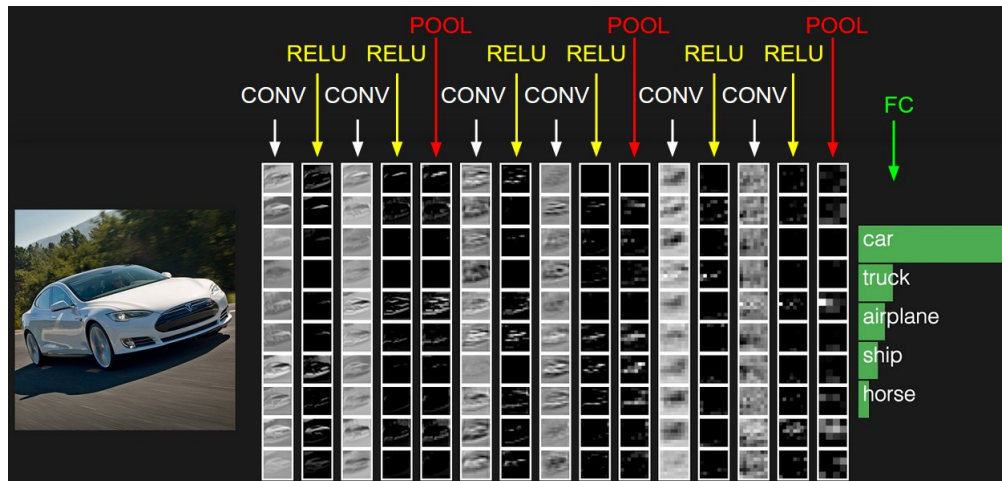 POOL POOL POOL
RELU RELU RELU RELU RELU RELU
CONV CONV CONV CONV CONV CONV FC
car
truck
airplane
ship
horse